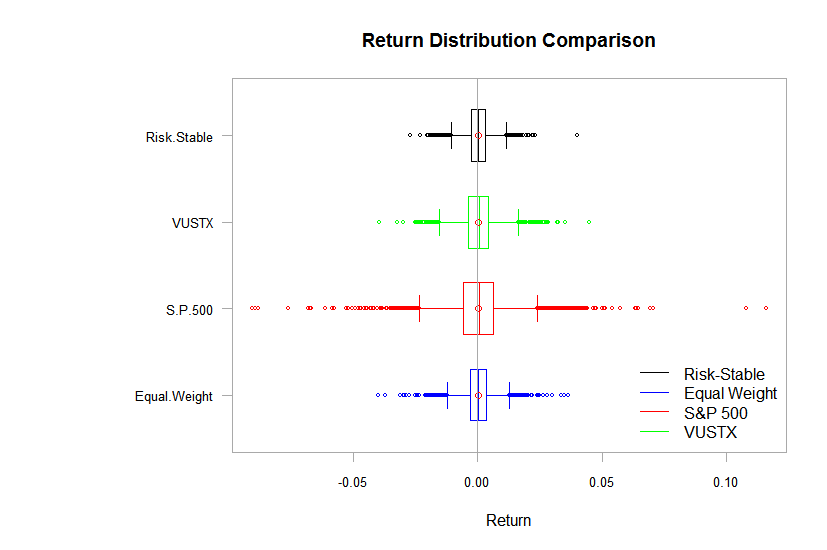 Return Distribution Comparison
Risk.Stable
VUSTX
S.P.500
Equal.Weight
Risk-Stable
Equal Weight
S&P 500
VUSTX
-0.05 0.00 0.05 0.10
Return